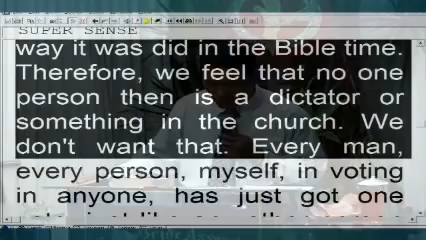 SUPER SENSE
way it was did in the Bible time.
Therefore, we feel that no one
person then is a dictator or
something in the church. We
don't want that. Every man,
every person, myself, in voting
in anyone, has just got one